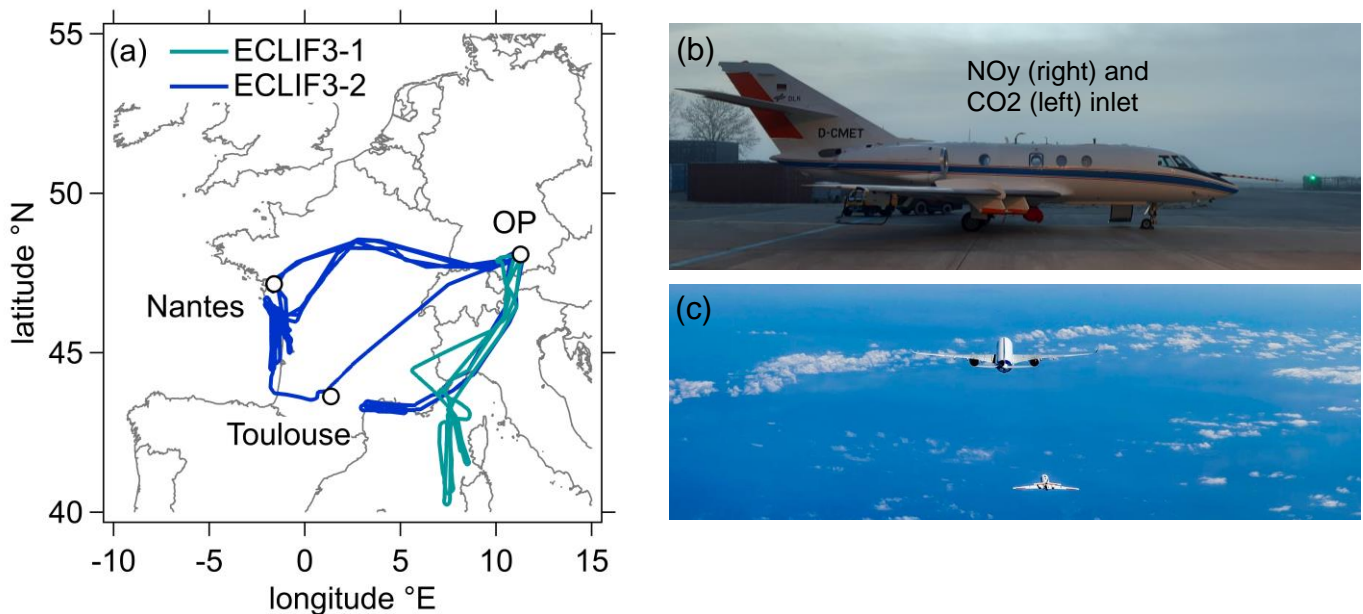 (a)
ECLIF3-1
ECLIF3-2
55
50
45
40
latitude °N
-10
-5
0
5
10
15
longitude °E
OP
Nantes
Toulouse
(b)
NOy (right) and
CO2 (left) inlet
DLR
D-CMET
(c)